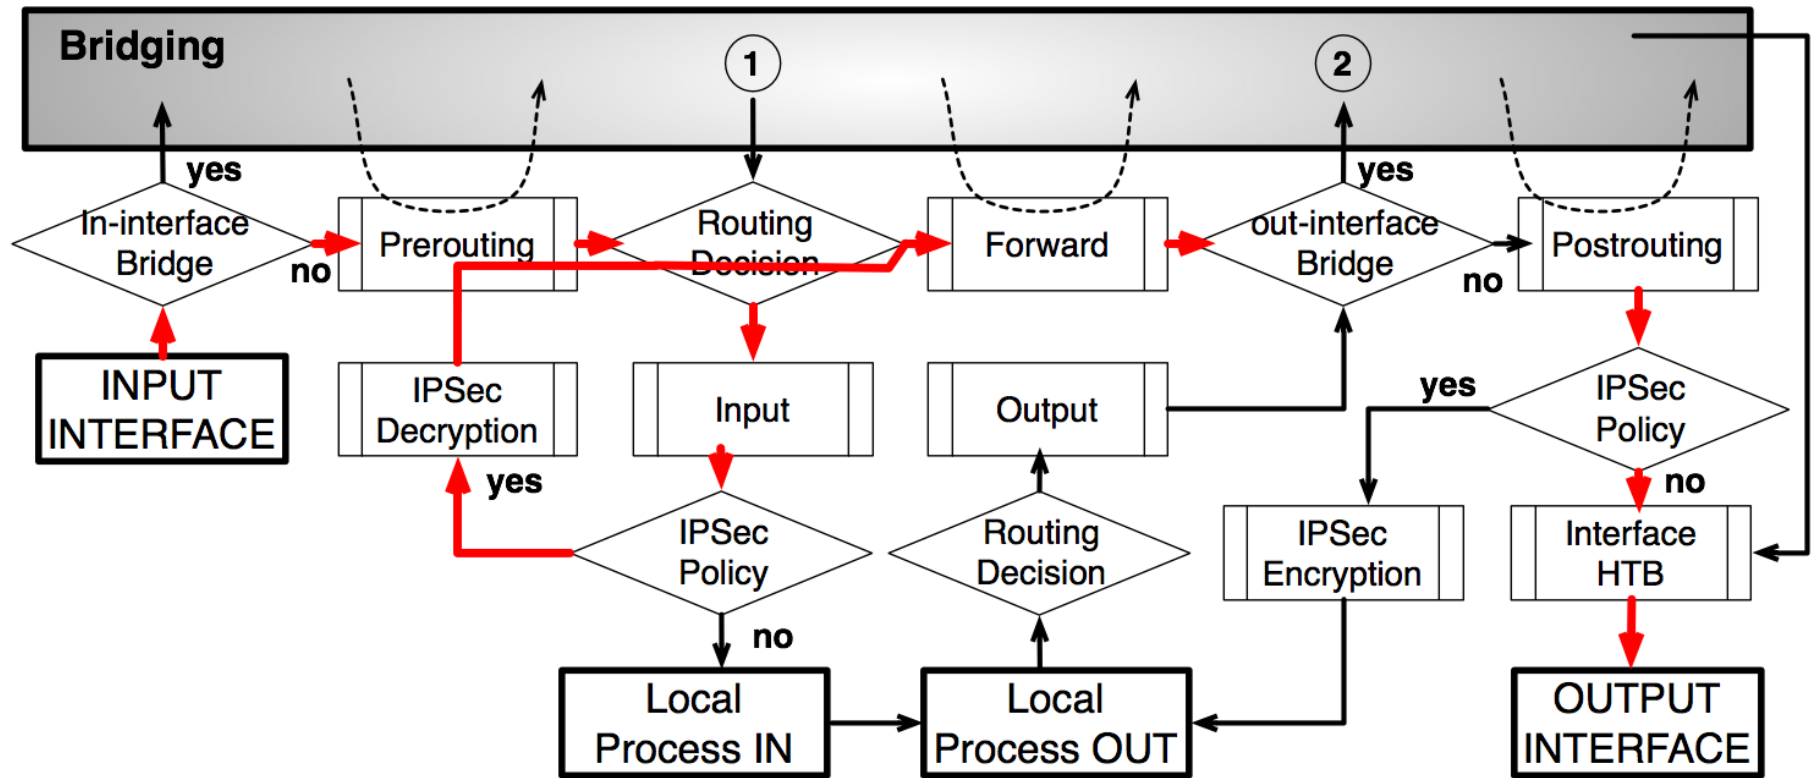 Bridging
1
2
yes
yes
In-interface
Bridge
no
Prerouting
Routing
Decision
Forward
out-interface
Bridge
no
Postrouting
INPUT
INTERFACE
IPSec
Decryption
yes
Input
Output
yes
IPSec
Policy
no
IPSec
Policy
no
Routing
Decision
IPSec
Encryption
Interface
HTB
Local
Process IN
Local
Process OUT
OUTPUT
INTERFACE